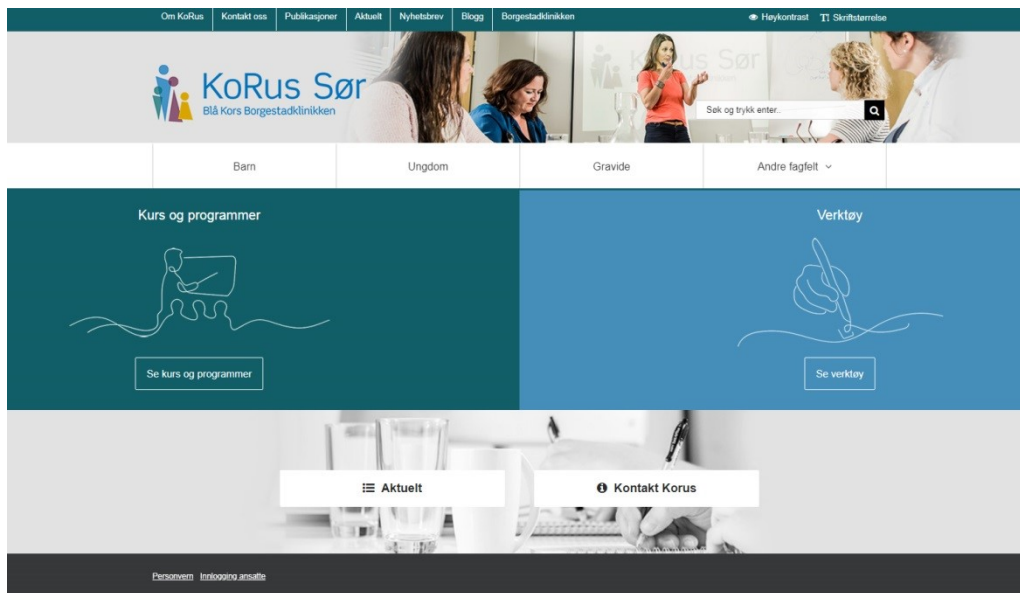 Om KoRus
Kontakt oss
Publikasjoner
Aktuelt
Nyhetsbrev
Blogg
Borgestadklinikken
Høykontrast
Skriftstørrelse
KoRus Sør
Blå Kors Borgestadklinikken
KoRus Sør
Søk og trykk enter..
Barn
Ungdom
Gravide
Andre fagfelt
Kurs og programmer
Verktøy
Se kurs og programmer
Se verktøy
Aktuelt
Kontakt Korus
Personvern
Innlogging ansatte